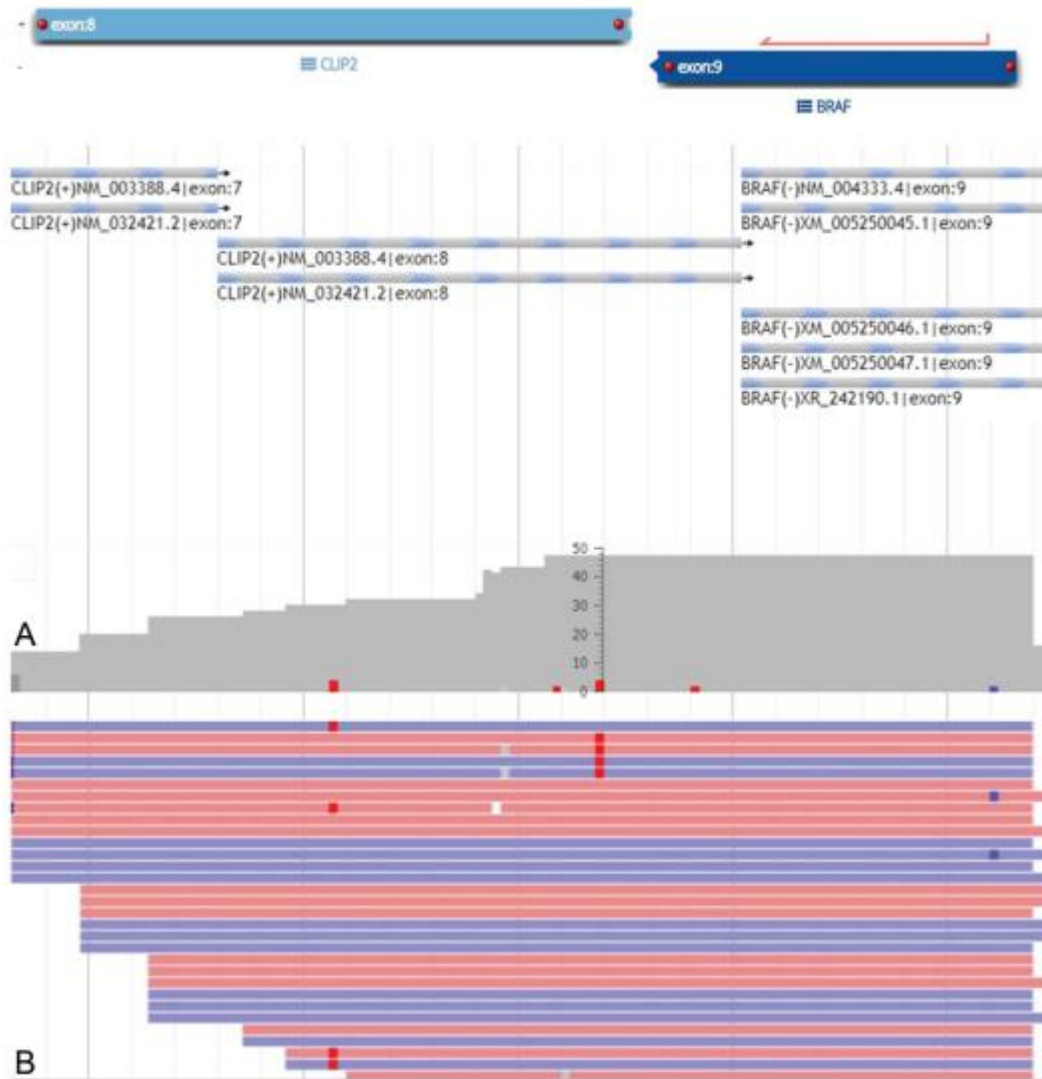 exon:8
CLIP2
exon:9
BRAF
CLIP2(+)NM_003388.4|exon:7
BRAF(-)NM_004333.4|exon:9
CLIP2(+)NM_032421.2|exon:7
BRAF(-)XM_005250045.1|exon:9
CLIP2(+)NM_003388.4|exon:8
CLIP2(+)NM_032421.2|exon:8
BRAF(-)XM_005250046.1|exon:9
BRAF(-)XM_005250047.1|exon:9
BRAF(-)XR_242190.1|exon:9
50
40
30
20
10
0
A
B